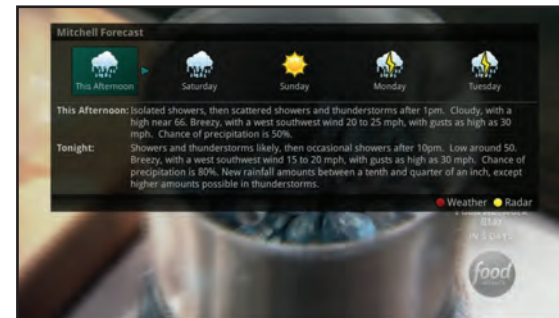 Mitchell Forecast
This Afternoon
Saturday
Sunday
Monday
Tuesday
This Afternoon: Isolated showers, then scattered showers and thunderstorms after 1pm. Cloudy, with a
high near 66. Breezy, with a west southwest wind 20 to 25 mph, with gusts as high as 30
mph. Chance of precipitation is 50%.
Tonight: Showers and thunderstorms likely, then occasional showers after 10pm. Low around 50.
Breezy, with a west southwest wind 15 to 20 mph, with gusts as high as 30 mph. Chance of
precipitation is 80%. New rainfall amounts between a tenth and quarter of an inch, except
higher amounts possible in thunderstorms.
Weather Radar
food